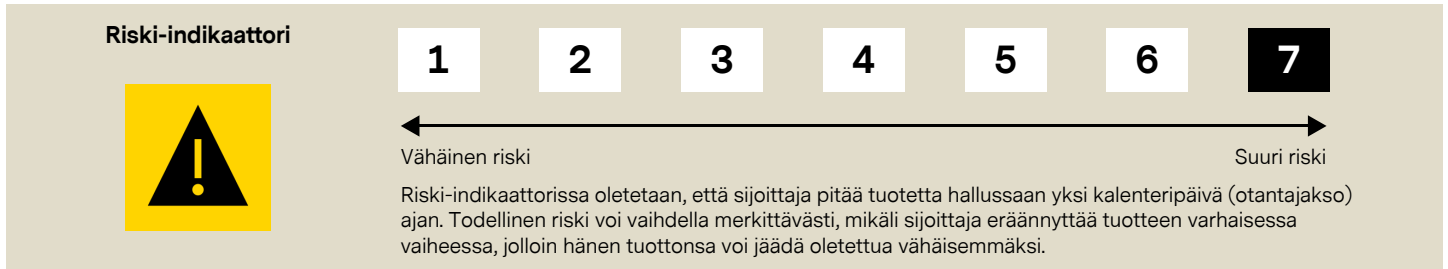 Riski-indikaattori
1 2 3 4 5 6 7
Vähäinen riski Suuri riski
Riski-indikaattorissa oletetaan, että sijoittaja pitää tuotetta hallussaan yksi kalenteripäivä (otantajakso)
ajan. Todellinen riski voi vaihdella merkittävästi, mikäli sijoittaja eräännyttää tuotteen varhaisessa
vaiheessa, jolloin hänen tuottonsa voi jäädä oletettua vähäisemmäksi.